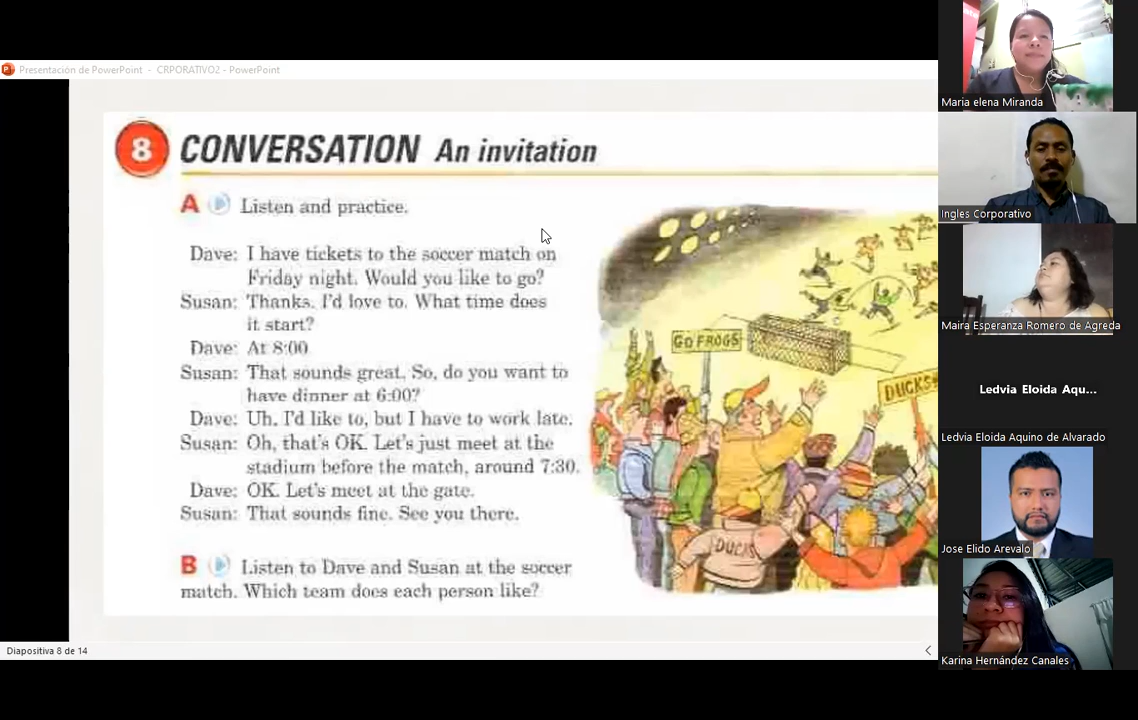 Presentación de PowerPoint - CRPORATIVO2 - PowerPoint
8 CONVERSATION An invitation
A Listen and practice.
Dave: I have tickets to the soccer match on
Friday night. Would you like to go?
Susan: Thanks. I'd love to. What time does
it start?
Dave: At 8:00
Susan: That sounds great. So, do you want to
have dinner at 6:00?
Dave: Uh, I'd like to, but I have to work late.
Susan: Oh, that's OK. Let's just meet at the
stadium before the match, around 7:30.
Dave: OK. Let's meet at the gate.
Susan: That sounds fine. See you there.
B Listen to Dave and Susan at the soccer
match. Which team does each person like?
GO FROGS
DUCKS
DUCKS
Diapositiva 8 de 14
Maria elena Miranda
Ingles Corporativo
Maira Esperanza Romero de Agreda
Ledvia Eloida Aqu...
Ledvia Eloida Aquino de Alvarado
Jose Elido Arevalo
Karina Hernández Canales